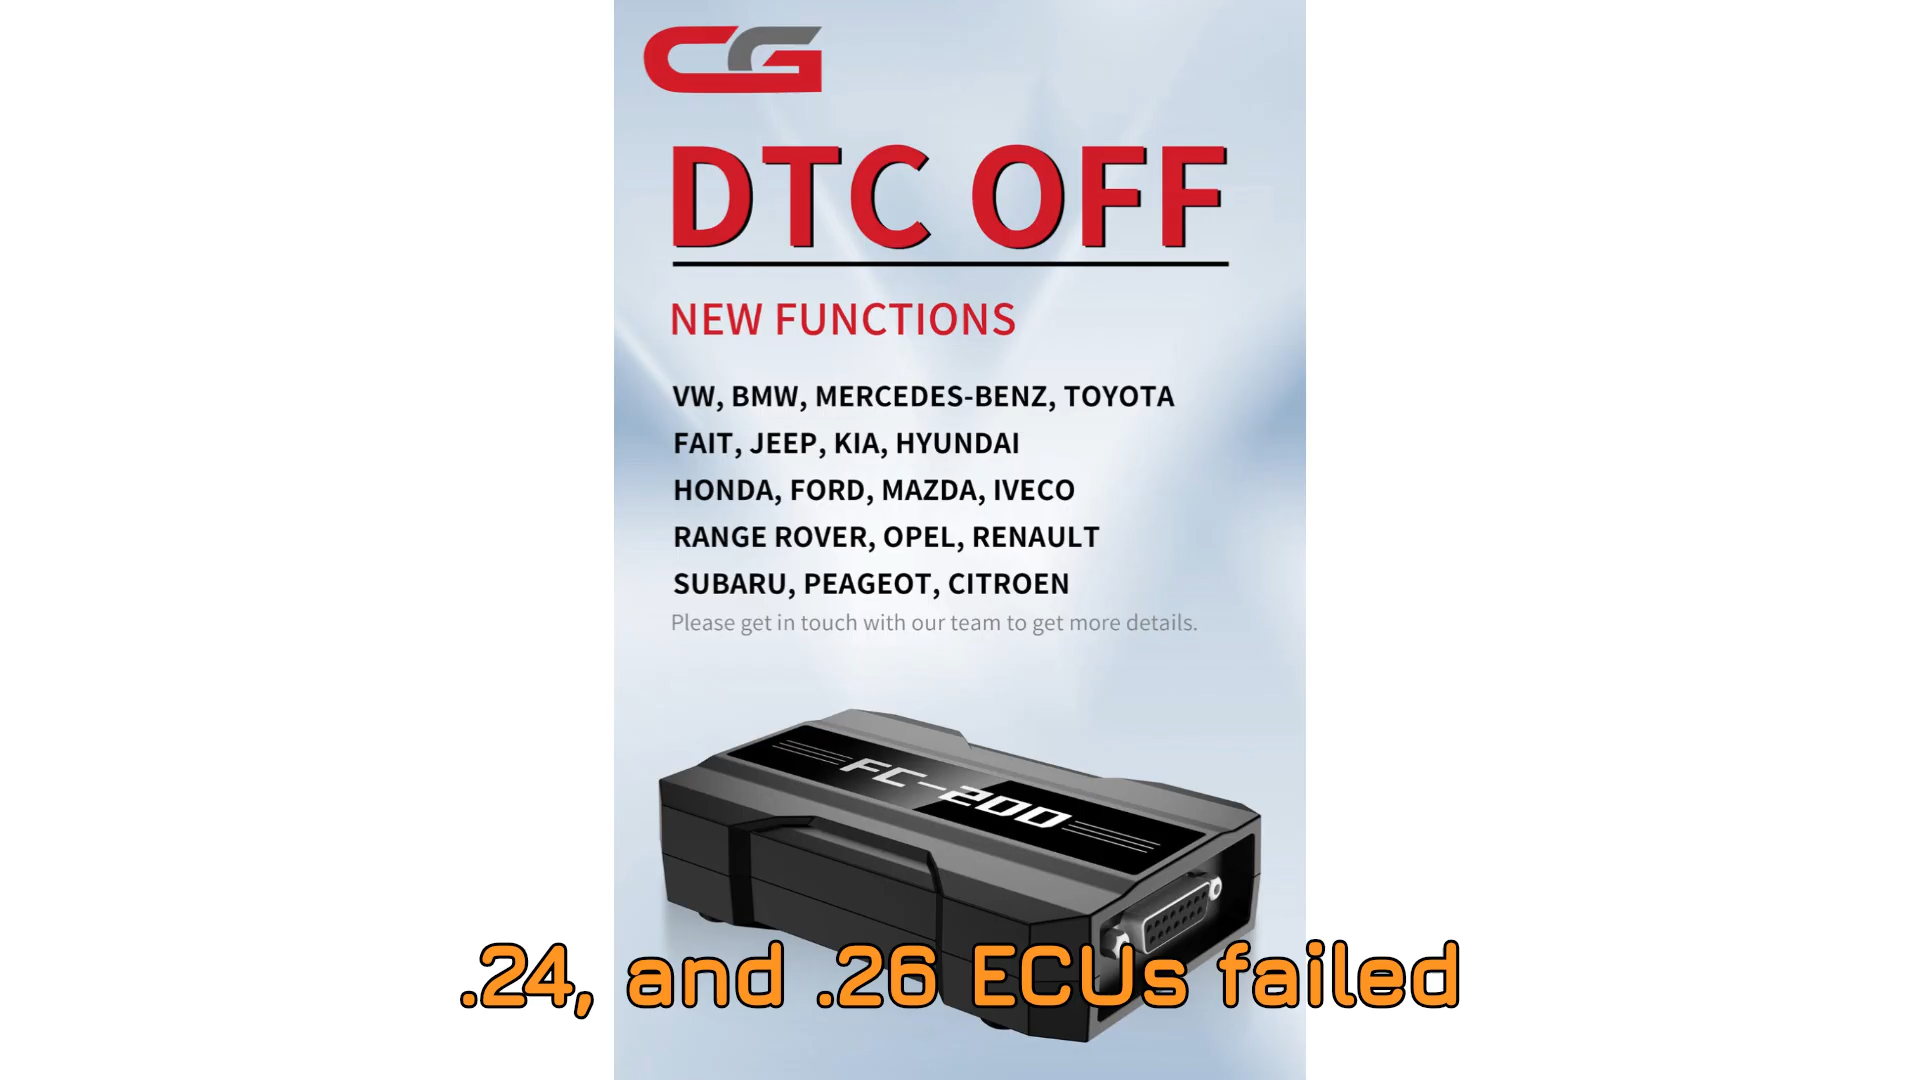 CG
DTC OFF
NEW FUNCTIONS
VW, BMW, MERCEDES-BENZ, TOYOTA
FAIT, JEEP, KIA, HYUNDAI
HONDA, FORD, MAZDA, IVECO
RANGE ROVER, OPEL, RENAULT
SUBARU, PEAGEOT, CITROEN
Please get in touch with our team to get more details.
FC-200
.24, and .26 ECUs failed